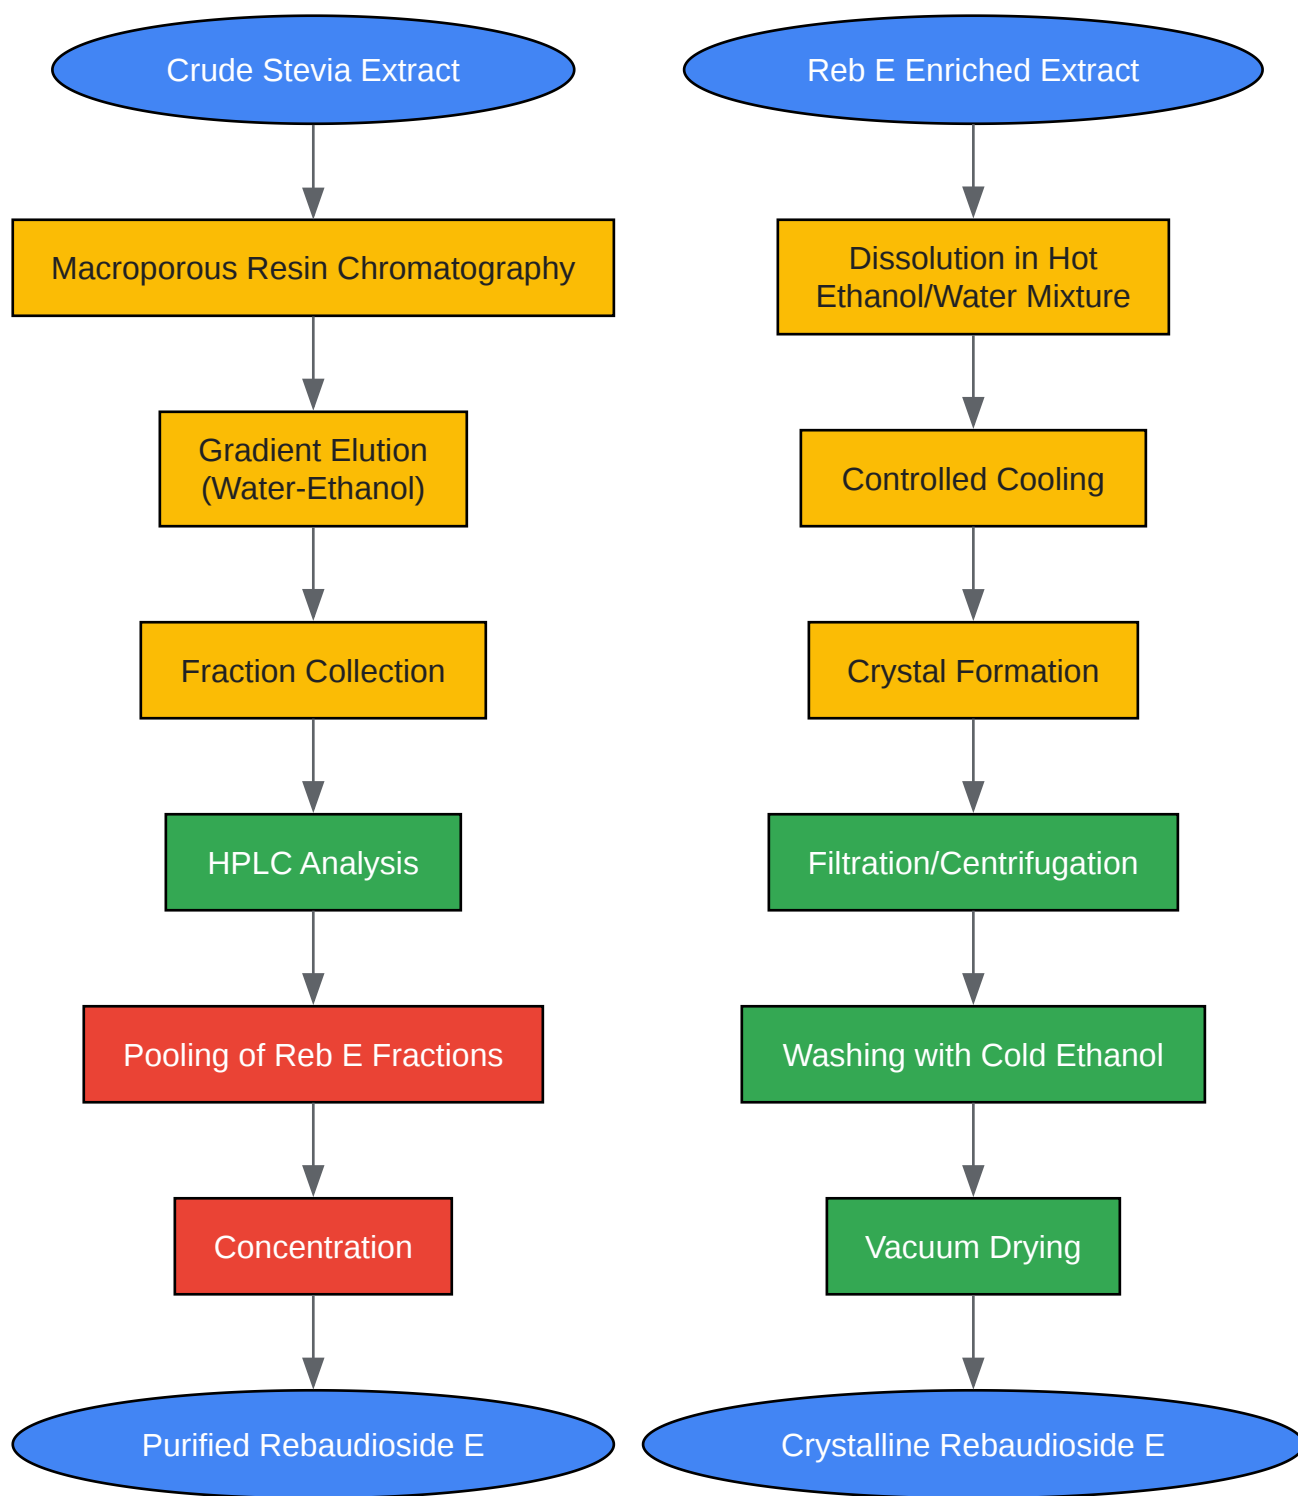 Crude Stevia Extract
Macroporous Resin Chromatography
Gradient Elution
(Water-Ethanol)
Fraction Collection
HPLC Analysis
Pooling of Reb E Fractions
Concentration
Purified Rebaudioside E
Reb E Enriched Extract
Dissolution in Hot
Ethanol/Water Mixture
Controlled Cooling
Crystal Formation
Filtration/Centrifugation
Washing with Cold Ethanol
Vacuum Drying
Crystalline Rebaudioside E